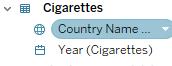 Cigarettes
Country Name ...
Year (Cigarettes)